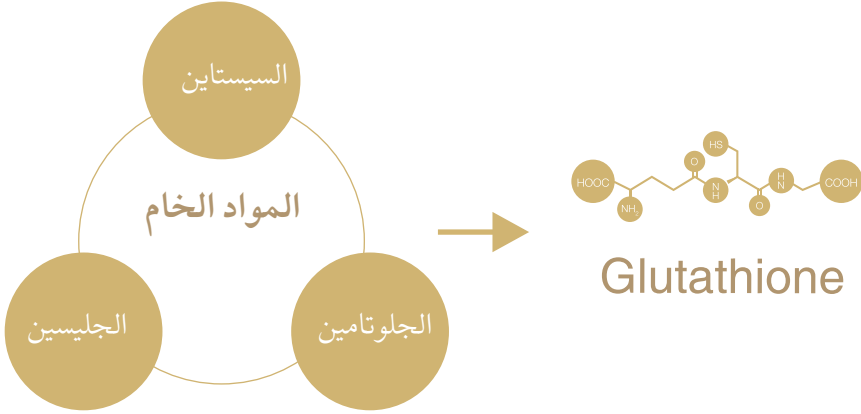 السيستاين
المواد الخام
الجليسين
الجلوتامين
HS
O
HOOC
NH₂
N
H
O
H
N
COOH
Glutathione